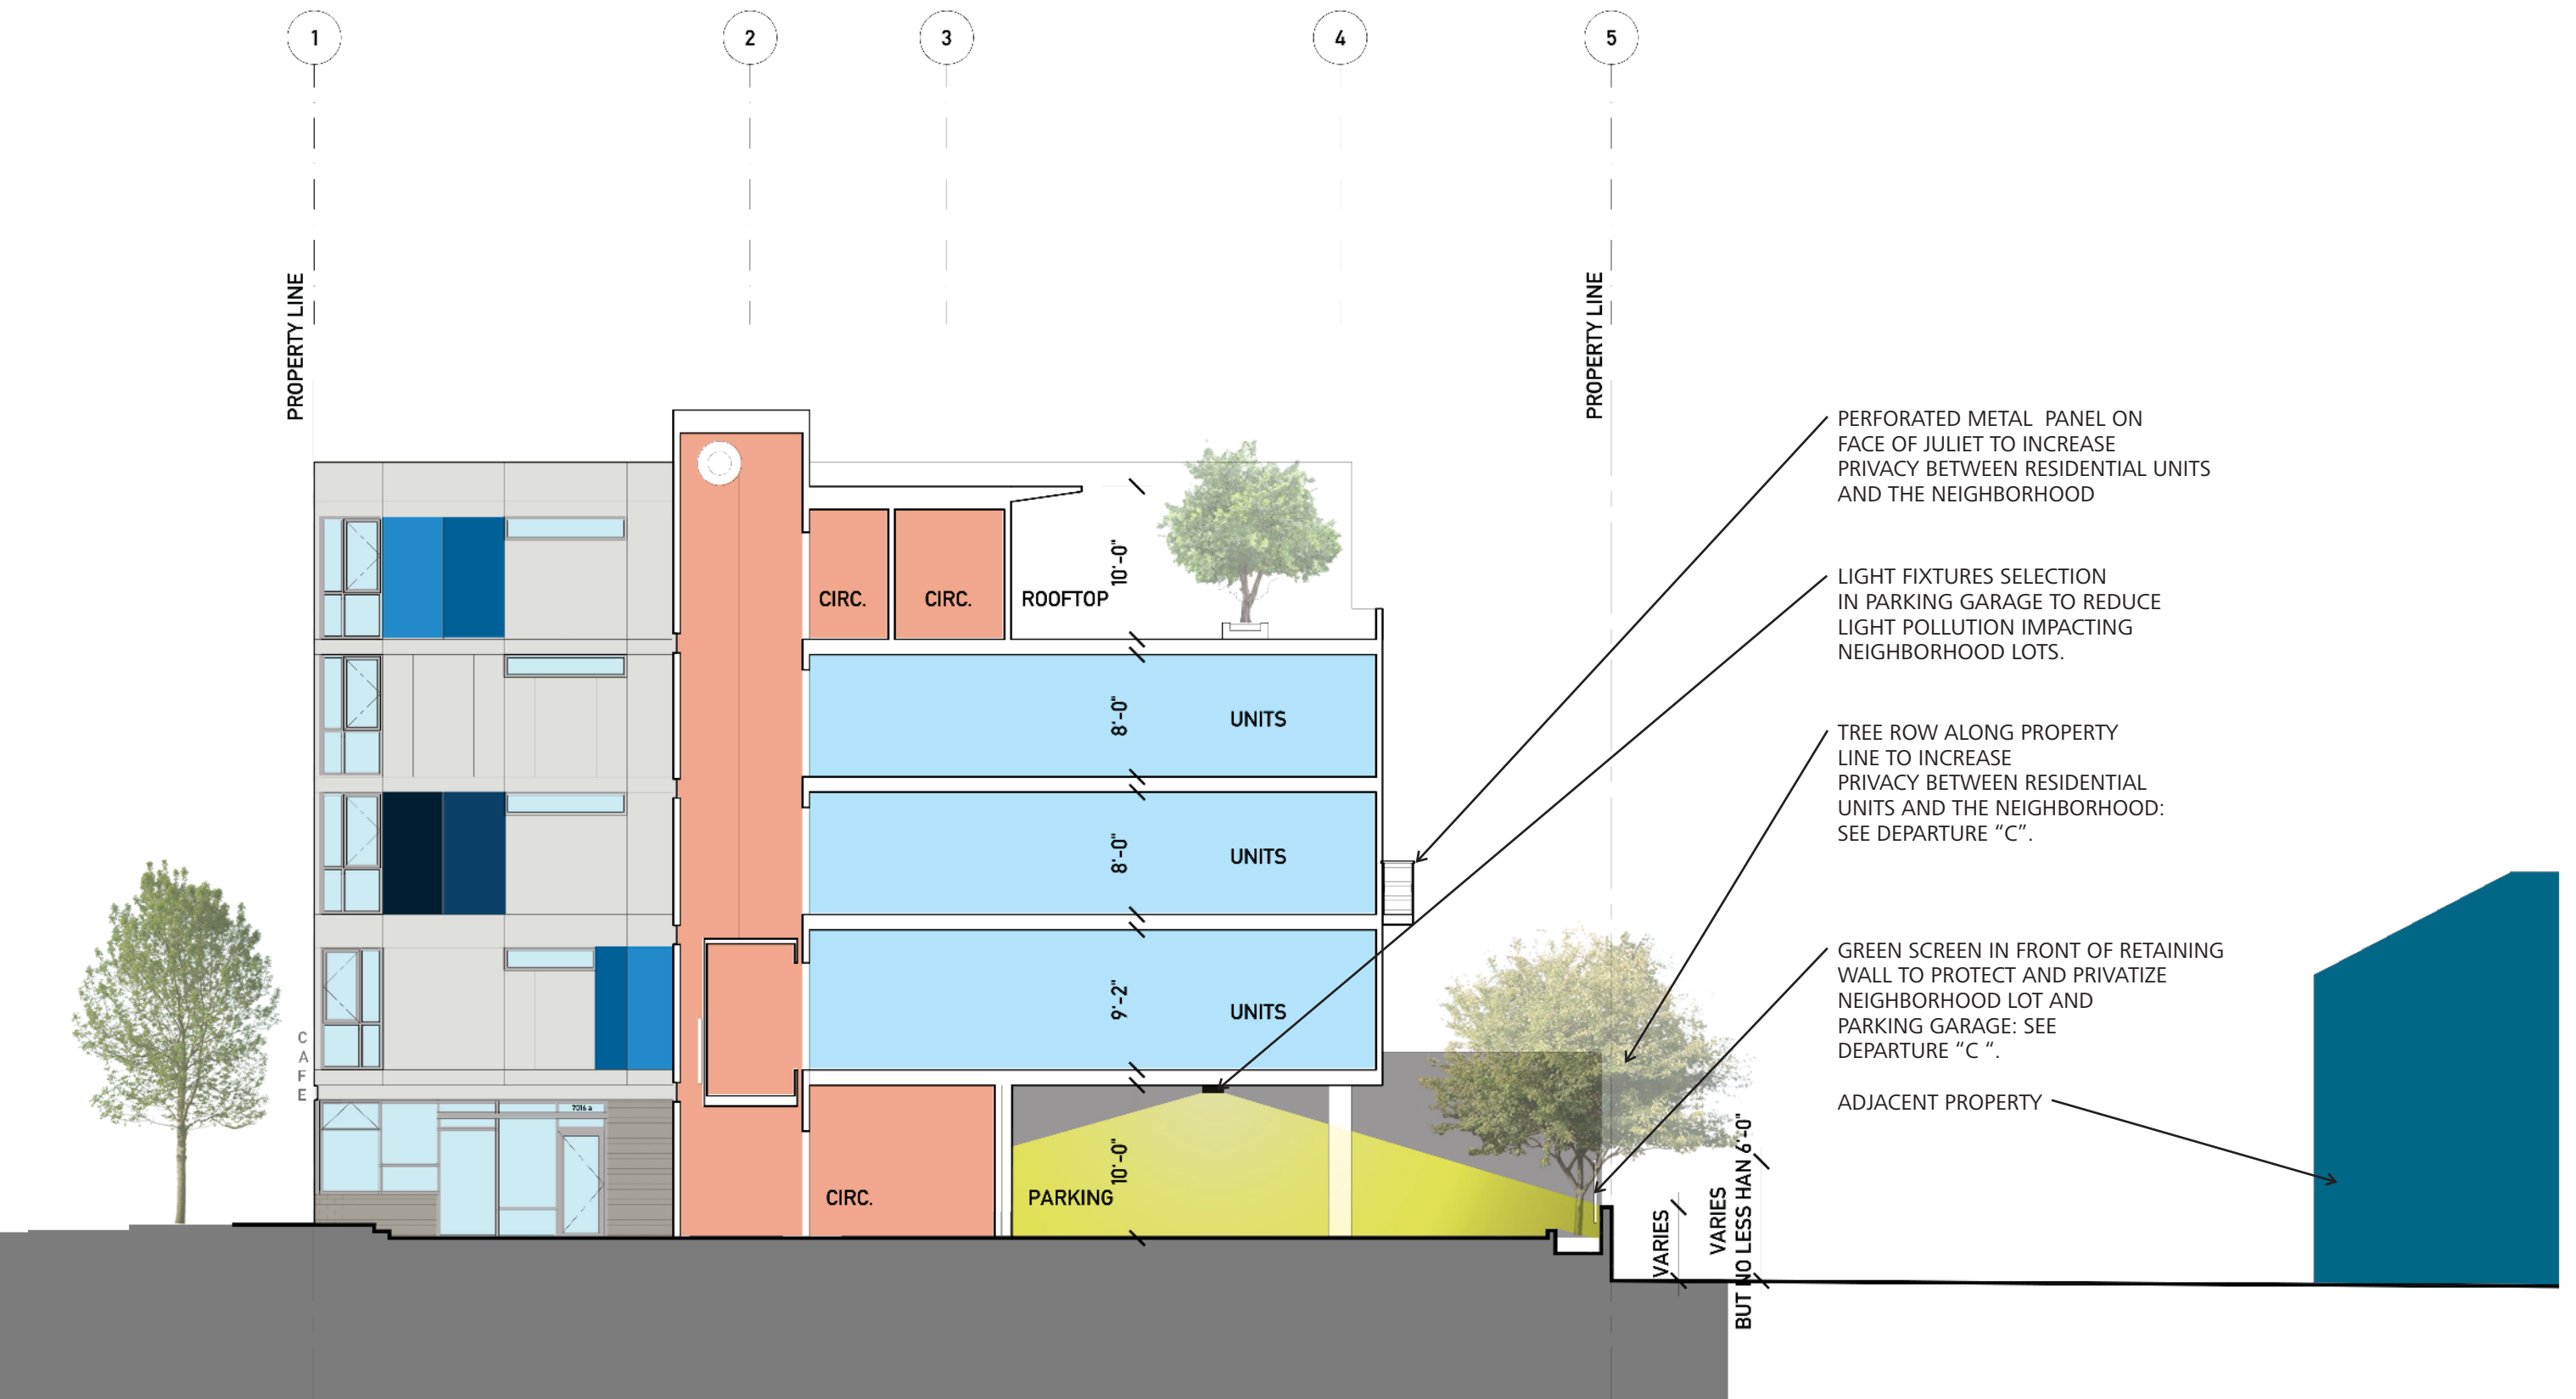 1
2
3
4
5
PROPERTY LINE
PROPERTY LINE
PERFORATED METAL PANEL ON
FACE OF JULIET TO INCREASE
PRIVACY BETWEEN RESIDENTIAL UNITS
AND THE NEIGHBORHOOD
LIGHT FIXTURES SELECTION
IN PARKING GARAGE TO REDUCE
LIGHT POLLUTION IMPACTING
NEIGHBORHOOD LOTS.
TREE ROW ALONG PROPERTY
LINE TO INCREASE
PRIVACY BETWEEN RESIDENTIAL
UNITS AND THE NEIGHBORHOOD:
SEE DEPARTURE “C”.
GREEN SCREEN IN FRONT OF RETAINING
WALL TO PROTECT AND PRIVATIZE
NEIGHBORHOOD LOT AND
PARKING GARAGE: SEE
DEPARTURE “C “.
ADJACENT PROPERTY
CIRC.
CIRC.
ROOFTOP
10'-0"
8'-0"
UNITS
8'-0"
UNITS
9'-2"
UNITS
CAFE
7016 a
CIRC.
PARKING
10'-0"
VARIES
VARIES
BUT NO LESS HAN 6'-0"